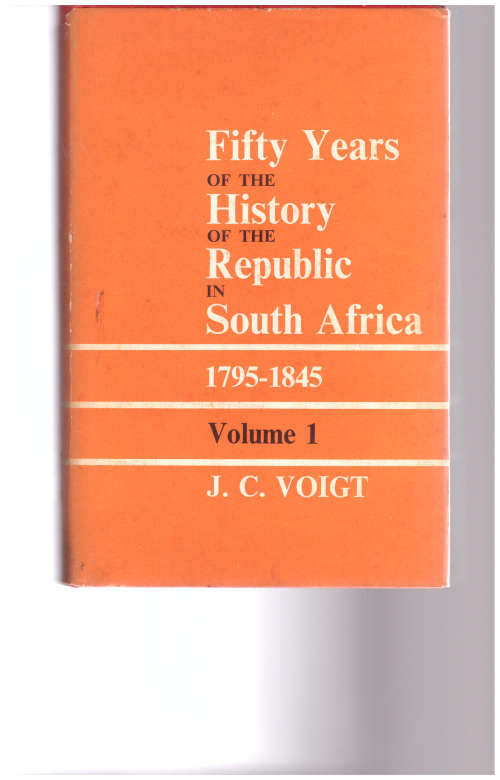 Fifty Years
OF THE
History
OF THE
Republic
IN
South Africa
1795-1845
Volume 1
J. C. VOIGT